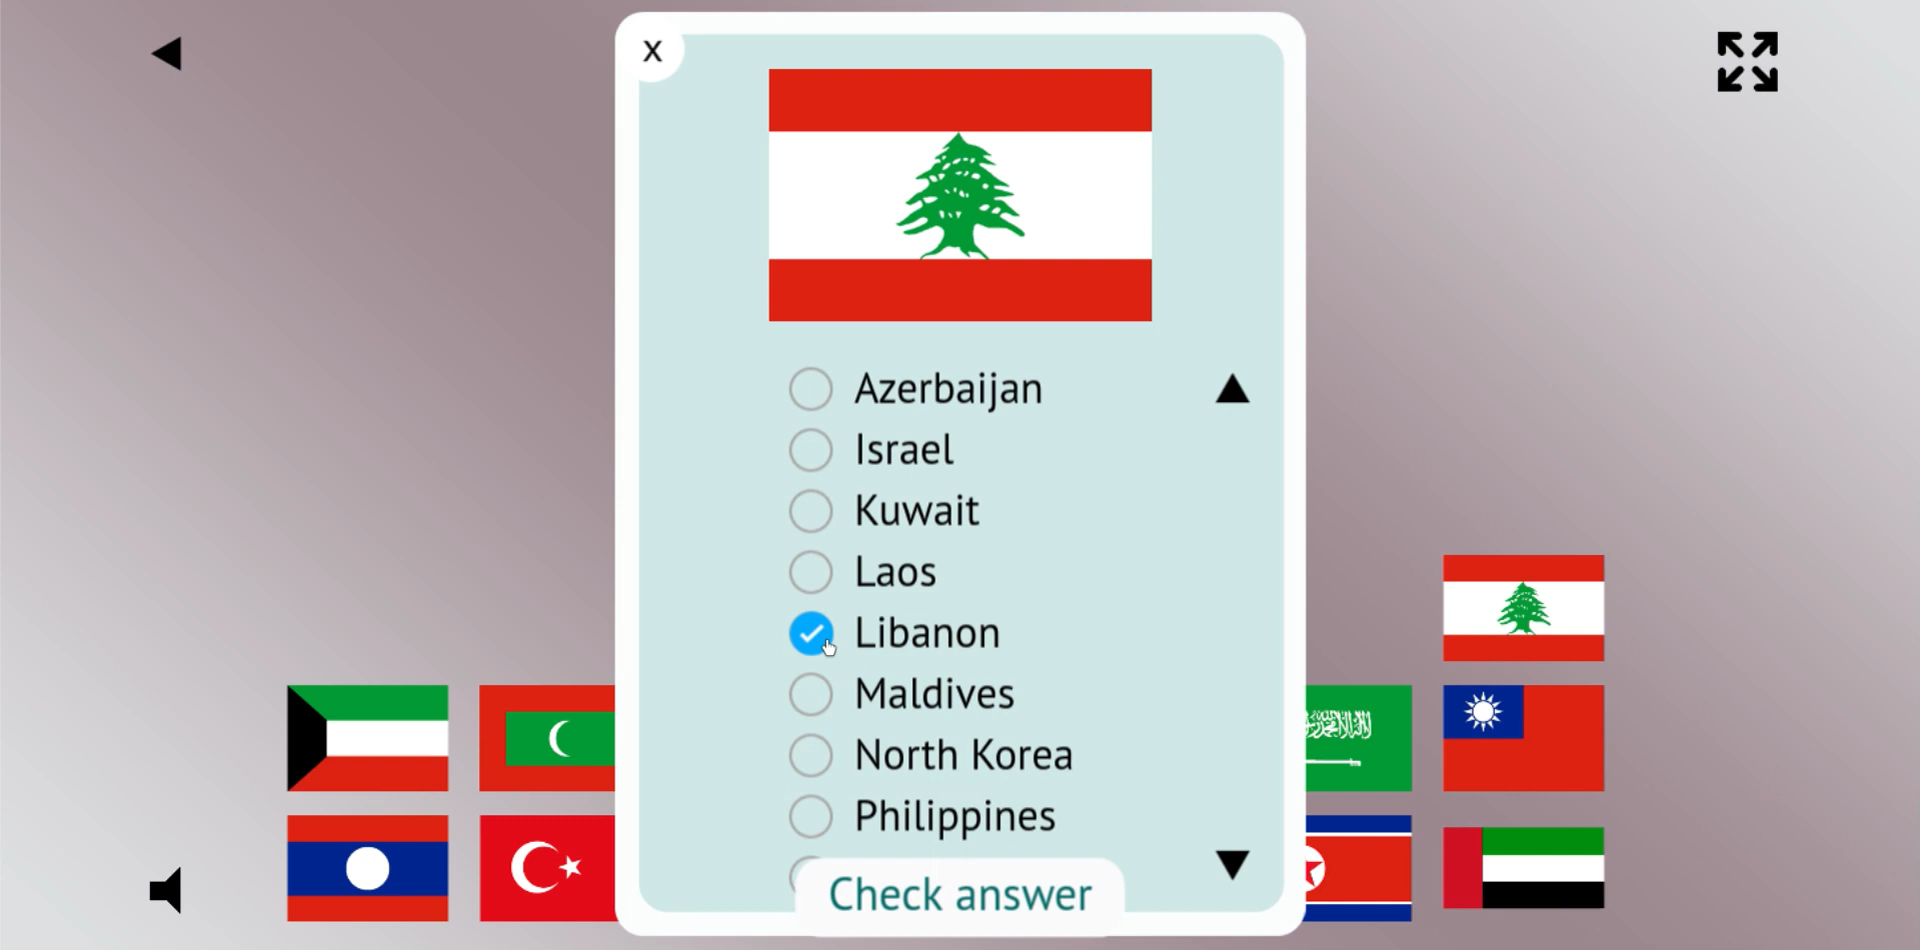 x
Azerbaijan
Israel
Kuwait
Laos
Libanon
Maldives
North Korea
Philippines
Check answer